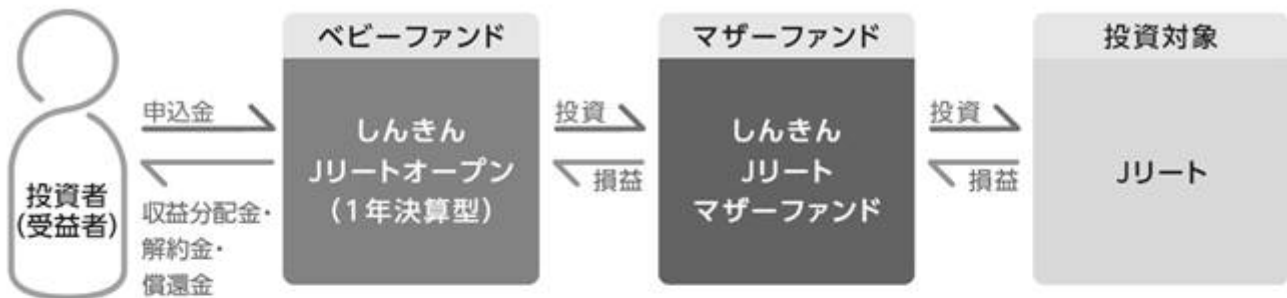 ベビーファンド
マザーファンド
投資対象
申込金
投資
投資
しんきん
Jリートオープン
(1年決算型)
しんきん
Jリート
マザーファンド
Jリート
投資者
(受益者)
収益分配金・
解約金・
償還金
損益
損益